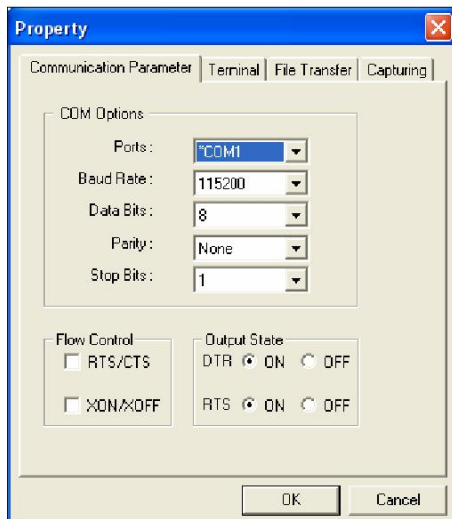 Property
Communication Parameter Terminal File Transfer Capturing
COM Options
Ports : *COM1
Baud Rate : 115200
Data Bits : 8
Parity : None
Stop Bits : 1
Flow Control
RTS/CTS
XON/XOFF
Output State
DTR ON OFF
RTS ON OFF
OK Cancel